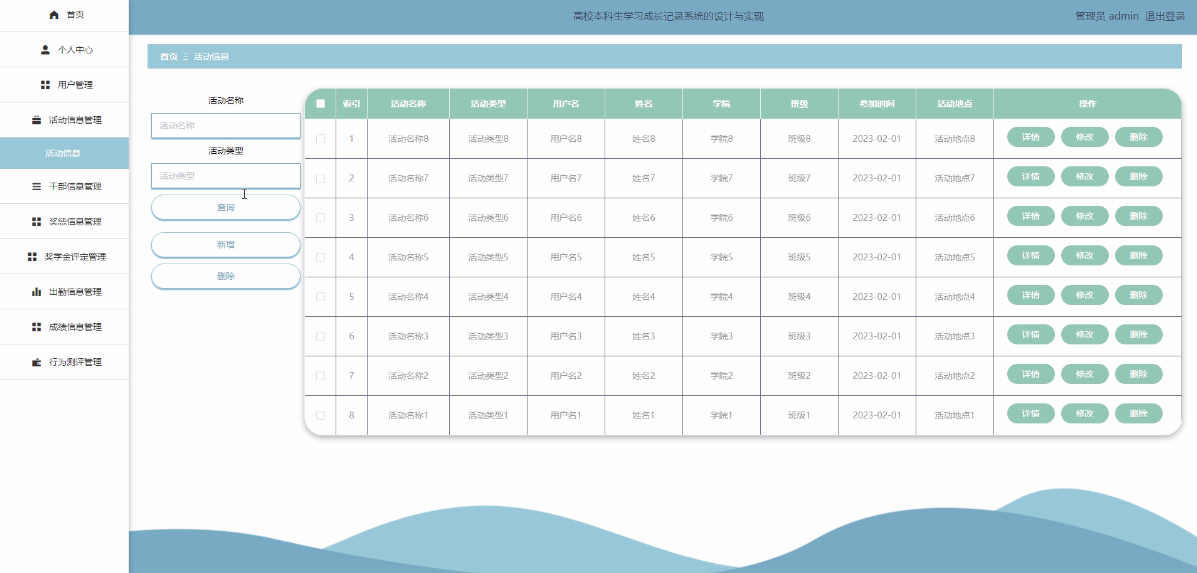 高校本科生学习成长记录系统的设计与实现
管理员 admin 退出登录
首页
个人中心
用户管理
活动信息管理
活动信息
干部信息管理
奖惩信息管理
奖学金评定管理
出勤信息管理
成绩信息管理
行为测评管理
首页 活动信息
活动名称
活动名称
活动类型
活动类型
查询
新增
删除
索引 活动名称 活动类型 用户名 姓名 学院 班级 参加时间 活动地点 操作
1 活动名称8 活动类型8 用户名8 姓名8 学院8 班级8 2023-02-01 活动地点8 详情 修改 删除
2 活动名称7 活动类型7 用户名7 姓名7 学院7 班级7 2023-02-01 活动地点7 详情 修改 删除
3 活动名称6 活动类型6 用户名6 姓名6 学院6 班级6 2023-02-01 活动地点6 详情 修改 删除
4 活动名称5 活动类型5 用户名5 姓名5 学院5 班级5 2023-02-01 活动地点5 详情 修改 删除
5 活动名称4 活动类型4 用户名4 姓名4 学院4 班级4 2023-02-01 活动地点4 详情 修改 删除
6 活动名称3 活动类型3 用户名3 姓名3 学院3 班级3 2023-02-01 活动地点3 详情 修改 删除
7 活动名称2 活动类型2 用户名2 姓名2 学院2 班级2 2023-02-01 活动地点2 详情 修改 删除
8 活动名称1 活动类型1 用户名1 姓名1 学院1 班级1 2023-02-01 活动地点1 详情 修改 删除